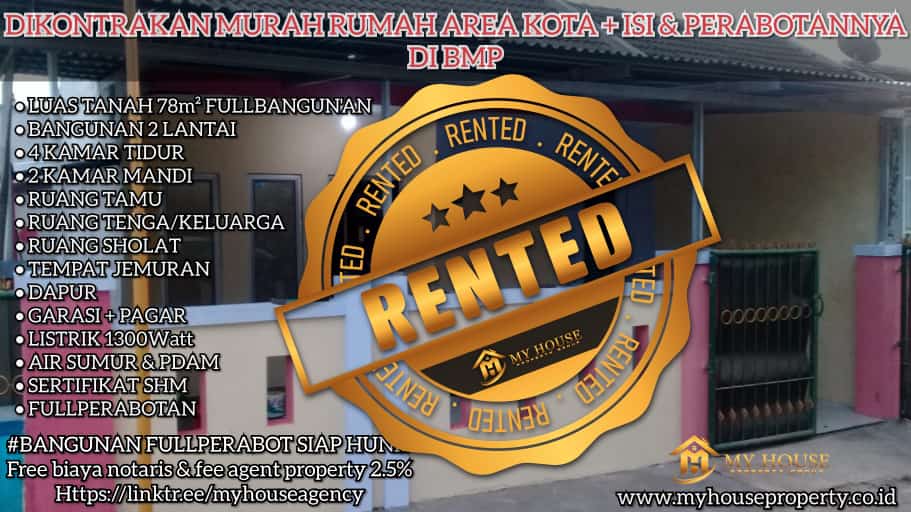 DIKONTRAKAN MURAH RUMAH AREA KOTA + ISI & PERABOTANNYA
DI BMP
• LUAS TANAH 78m² FULLBANGUN'AN
• BANGUNAN 2 LANTAI
• 4 KAMAR TIDUR
• 2 KAMAR MANDI
• RUANG TAMU
• RUANG TENGA/KELUARGA
• RUANG SHOLAT
• TEMPAT JEMURAN
• DAPUR
• GARASI + PAGAR
• LISTRIK 1300Watt
• AIR SUMUR & PDAM
• SERTIFIKAT SHM
• FULLPERABOTAN
#BANGUNAN FULLPERABOT SIAP HUN
Free biaya notaris & fee agent property 2.5%
Https://linktr.ee/myhouseagency
RENTED . RENTED . RENTED . RENTED
RENTED
MY HOUSE
RENTED . RENTED . RENTED . RENTED
MY HOUSE
www.myhouseproperty.co.id